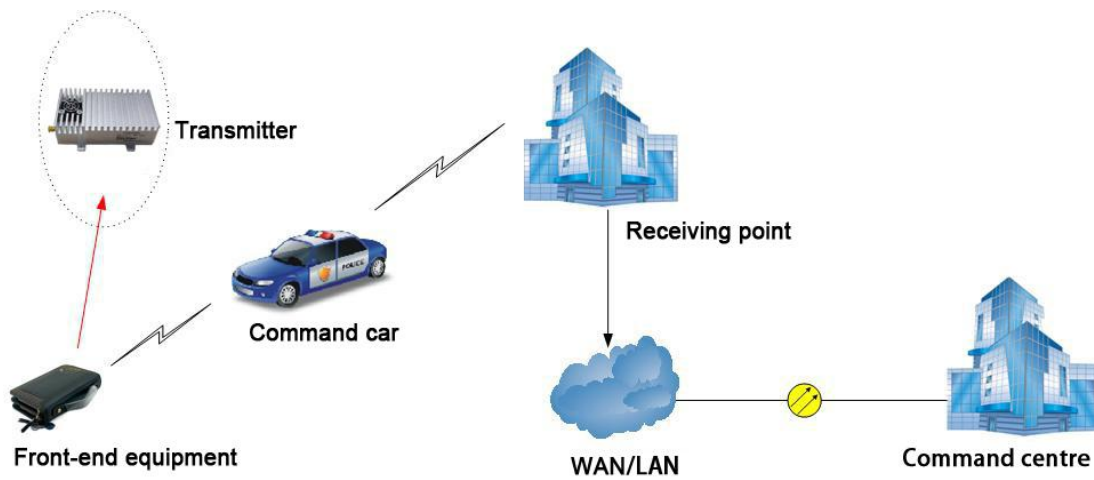 Transmitter
Receiving point
POLICE
Command car
Front-end equipment
WAN/LAN
Command centre